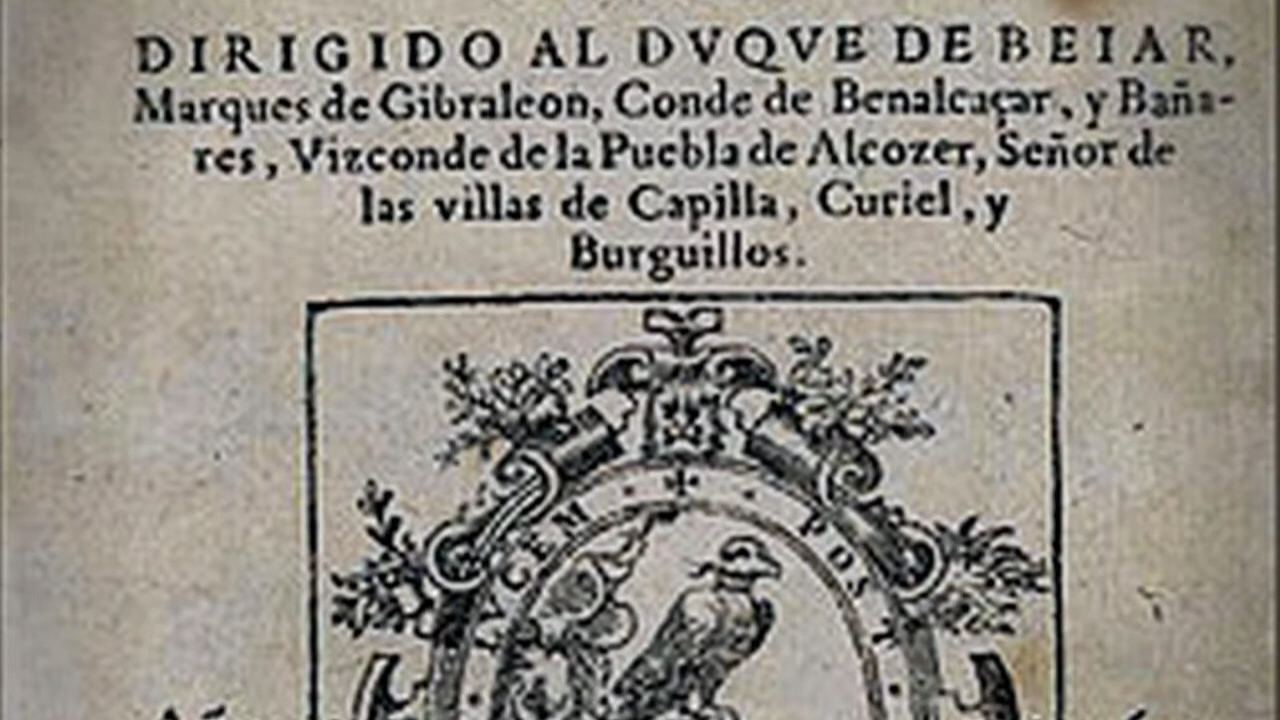 DIRIGIDO AL DVQVE DE BEIAR,
Marques de Gibraleon, Conde de Benalcaçar, y Baña-
res, Vizconde de la Puebla de Alcozer, Señor de
las villas de Capilla, Curiel, y
Burguillos.
POST